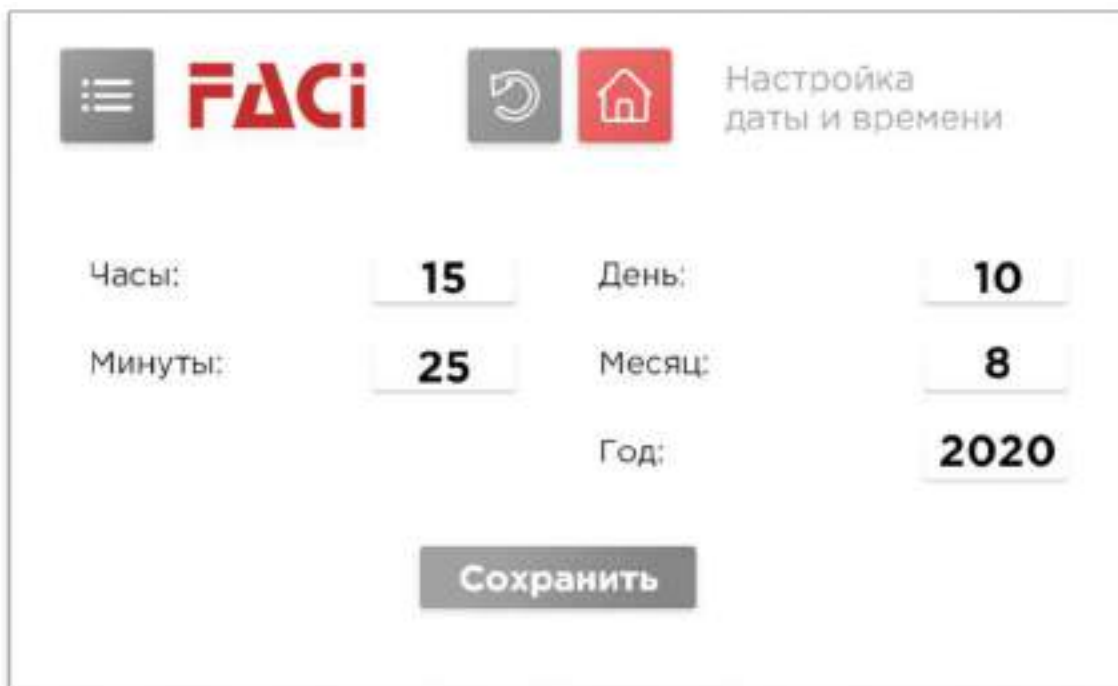 FACi
Настройка
даты и времени
Часы: 15 День: 10
Минуты: 25 Месяц: 8
Год: 2020
Сохранить